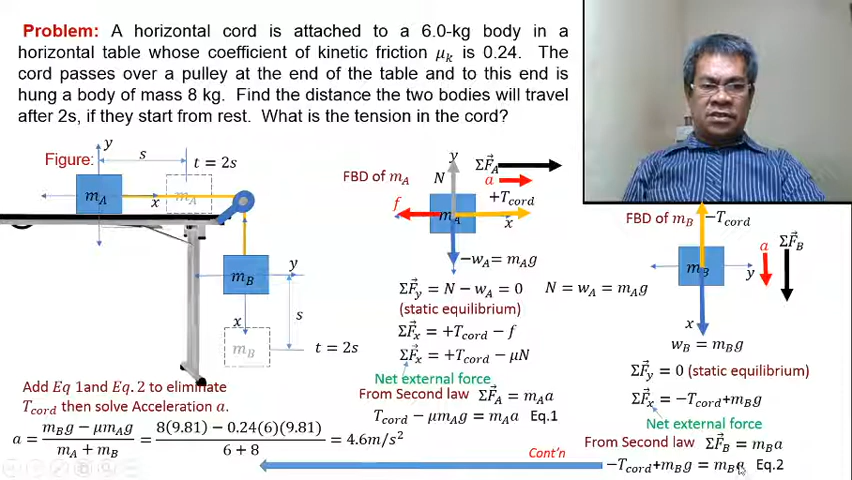 Problem: A horizontal cord is attached to a 6.0-kg body in a
horizontal table whose coefficient of kinetic friction μk is 0.24. The
cord passes over a pulley at the end of the table and to this end is
hung a body of mass 8 kg. Find the distance the two bodies will travel
after 2s, if they start from rest. What is the tension in the cord?
Figure:
y
s
t = 2s
mA
x
mA
mB
y
x
s
mB
t = 2s
FBD of mA
y
N
ΣF⃗A
a
+Tcord
f
mA
x
−wA = mAg
ΣF⃗y = N − wA = 0
N = wA = mAg
(static equilibrium)
ΣF⃗x = +Tcord − f
ΣF⃗x = +Tcord − μN
Net external force
From Second law ΣF⃗A = mAa
Tcord − μmAg = mAa Eq.1
FBD of mB
−Tcord
a
ΣF⃗B
mB
y
x
wB = mBg
ΣF⃗y = 0 (static equilibrium)
ΣF⃗x = −Tcord+mBg
Net external force
From Second law ΣF⃗B = mBa
−Tcord+mBg = mBa Eq.2
Cont'n
Add Eq 1and Eq. 2 to eliminate
Tcord then solve Acceleration a.
a = (mBg − μmAg)/(mA + mB) = (8(9.81) − 0.24(6)(9.81))/(6 + 8) = 4.6m/s²